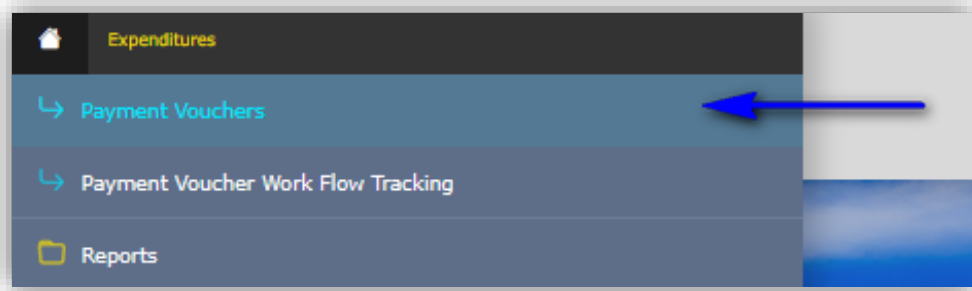 Expenditures
Payment Vouchers
Payment Voucher Work Flow Tracking
Reports